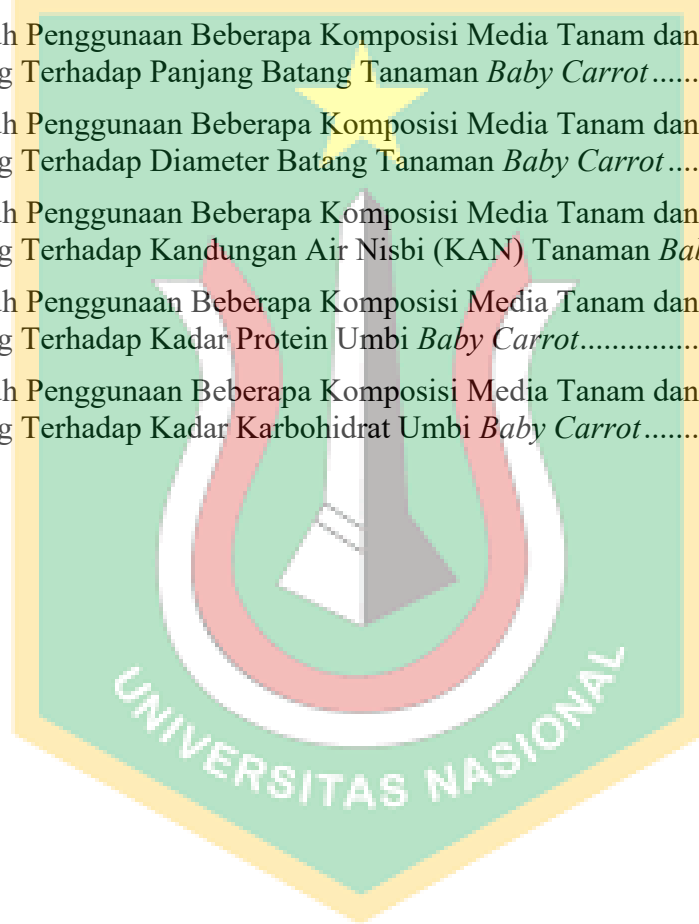 h Penggunaan Beberapa Komposisi Media Tanam dan
g Terhadap Panjang Batang Tanaman Baby Carrot.......
h Penggunaan Beberapa Komposisi Media Tanam dan
g Terhadap Diameter Batang Tanaman Baby Carrot....
h Penggunaan Beberapa Komposisi Media Tanam dan
g Terhadap Kandungan Air Nisbi (KAN) Tanaman Bab
h Penggunaan Beberapa Komposisi Media Tanam dan
g Terhadap Kadar Protein Umbi Baby Carrot...............
h Penggunaan Beberapa Komposisi Media Tanam dan
g Terhadap Kadar Karbohidrat Umbi Baby Carrot.......
UNIVERSITAS NASIONAL